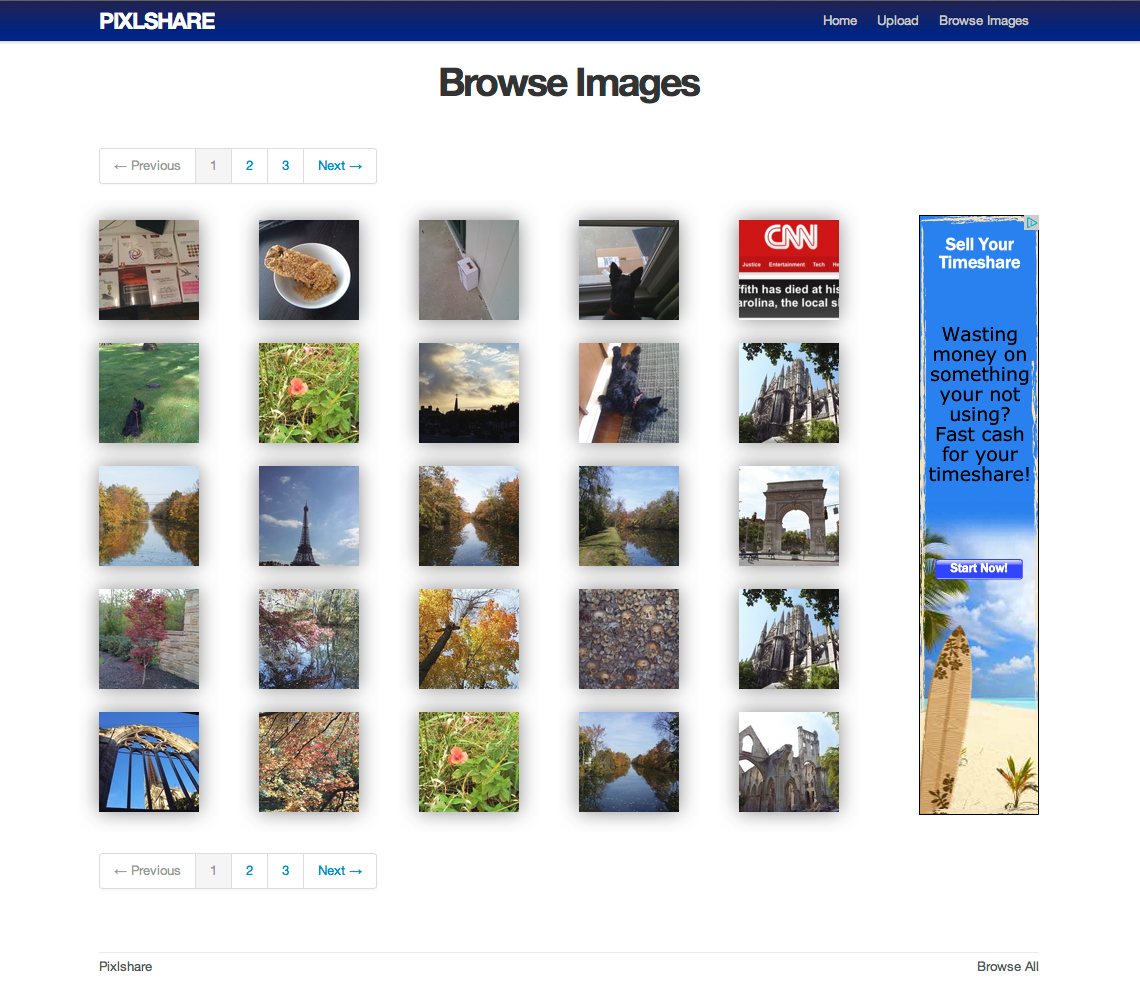 PIXLSHARE
Home Upload Browse Images
Browse Images
← Previous 1 2 3 Next →
CNN
Justice Entertainment Tech He
ffith has died at his
arolina, the local sl
Sell Your
Timeshare
Wasting
money on
something
your not
using?
Fast cash
for your
timeshare!
Start Now!
← Previous 1 2 3 Next →
Pixlshare
Browse All